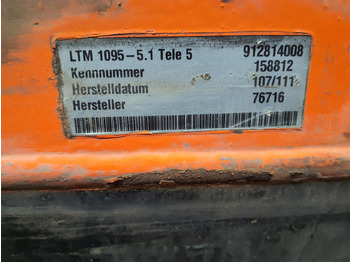 LTM 1095-5.1 Tele 5 912814008
Kennnummer 158812
Herstelldatum 107/111
Hersteller 76716